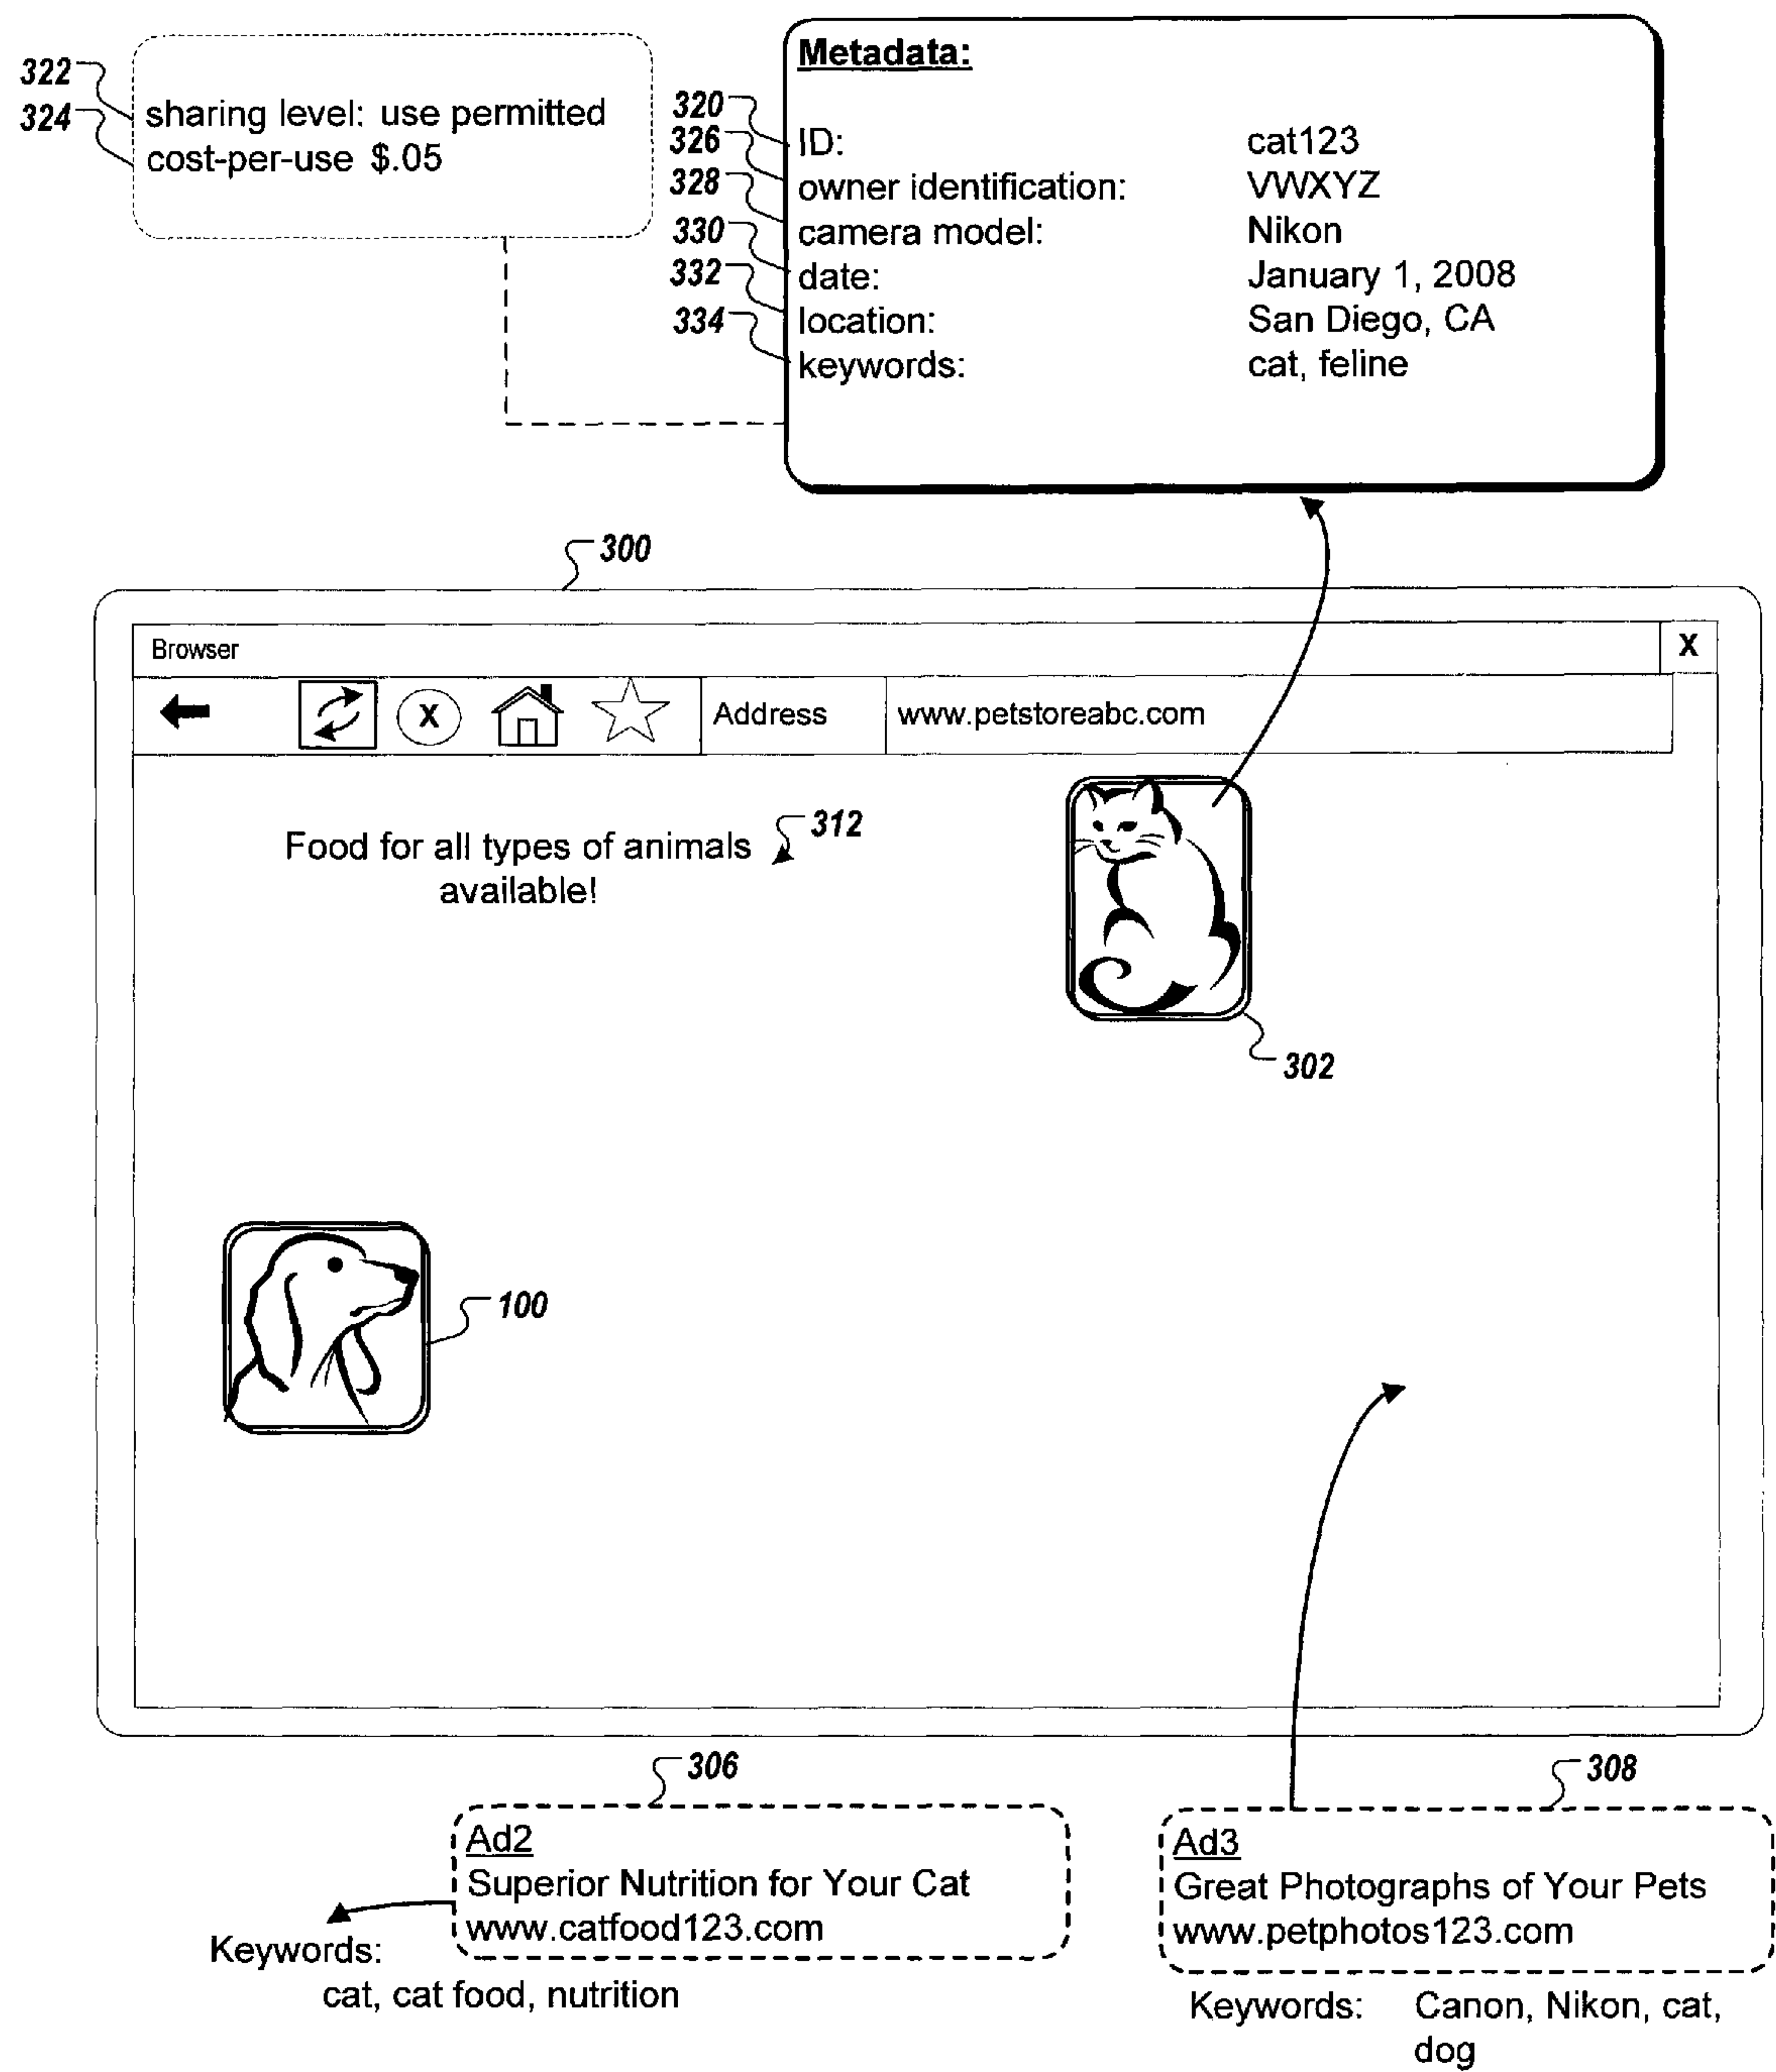 322
324
sharing level: use permitted
cost-per-use $.05
Metadata:
320 ID: cat123
326 owner identification: VWXYZ
328 camera model: Nikon
330 date: January 1, 2008
332 location: San Diego, CA
334 keywords: cat, feline
300
Browser X
X Address www.petstoreabc.com
Food for all types of animals 312
available!
302
100
306
Ad2
Superior Nutrition for Your Cat
www.catfood123.com
Keywords:
cat, cat food, nutrition
308
Ad3
Great Photographs of Your Pets
www.petphotos123.com
Keywords: Canon, Nikon, cat,
dog